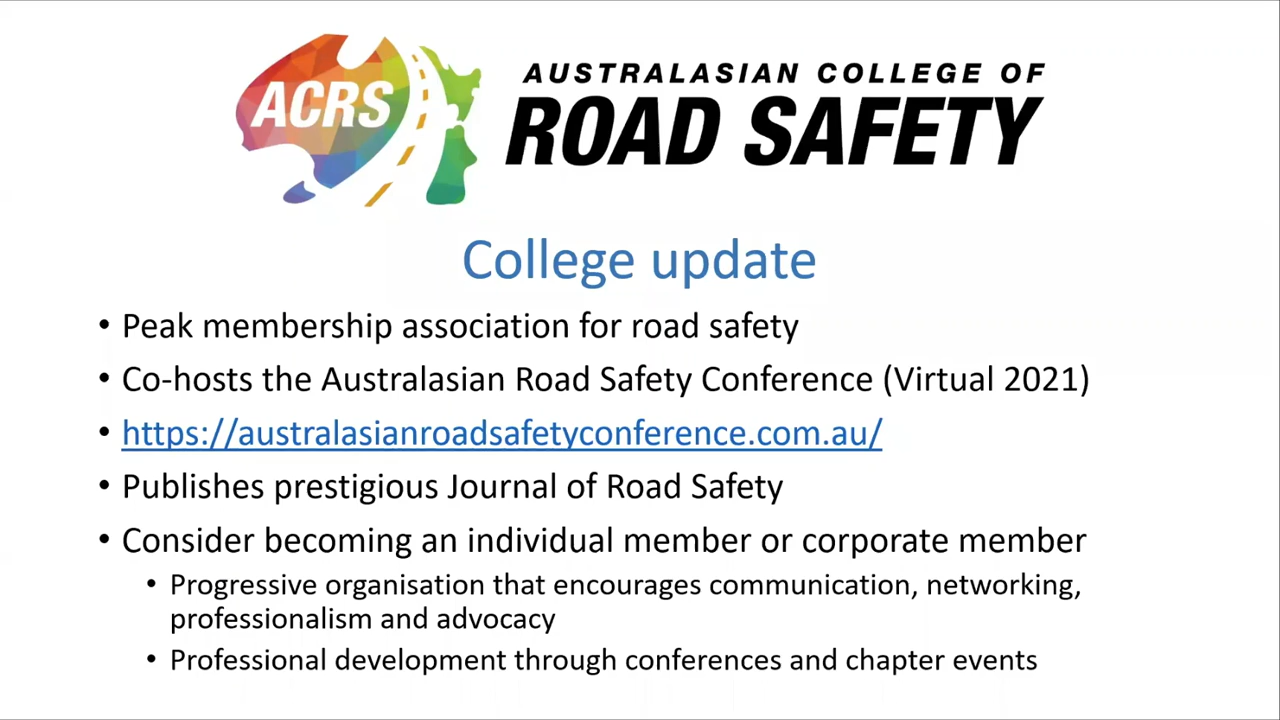 ACRS
AUSTRALASIAN COLLEGE OF
ROAD SAFETY
College update
• Peak membership association for road safety
• Co-hosts the Australasian Road Safety Conference (Virtual 2021)
• https://australasianroadsafetyconference.com.au/
• Publishes prestigious Journal of Road Safety
• Consider becoming an individual member or corporate member
• Progressive organisation that encourages communication, networking,
professionalism and advocacy
• Professional development through conferences and chapter events